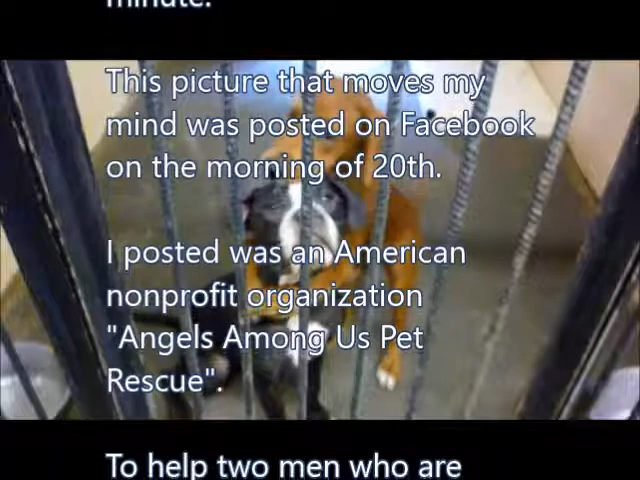 minute.
This picture that moves my
mind was posted on Facebook
on the morning of 20th.
I posted was an American
nonprofit organization
"Angels Among Us Pet
Rescue".
To help two men who are